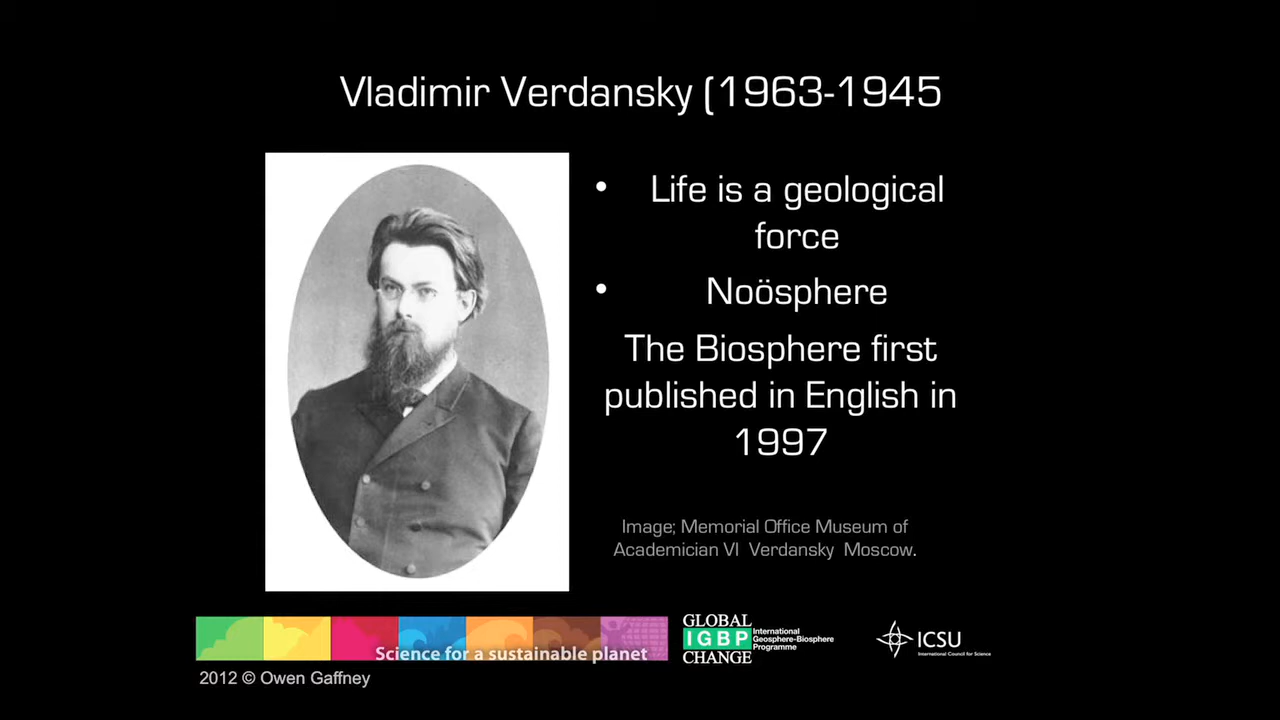 Vladimir Verdansky (1963-1945
• Life is a geological
force
• Noösphere
The Biosphere first
published in English in
1997
Image; Memorial Office Museum of
Academician VI Verdansky Moscow.
Science for a sustainable planet
GLOBAL
IGBP
CHANGE
International
Geosphere-Biosphere
Programme
ICSU
International Council for Science
2012 © Owen Gaffney